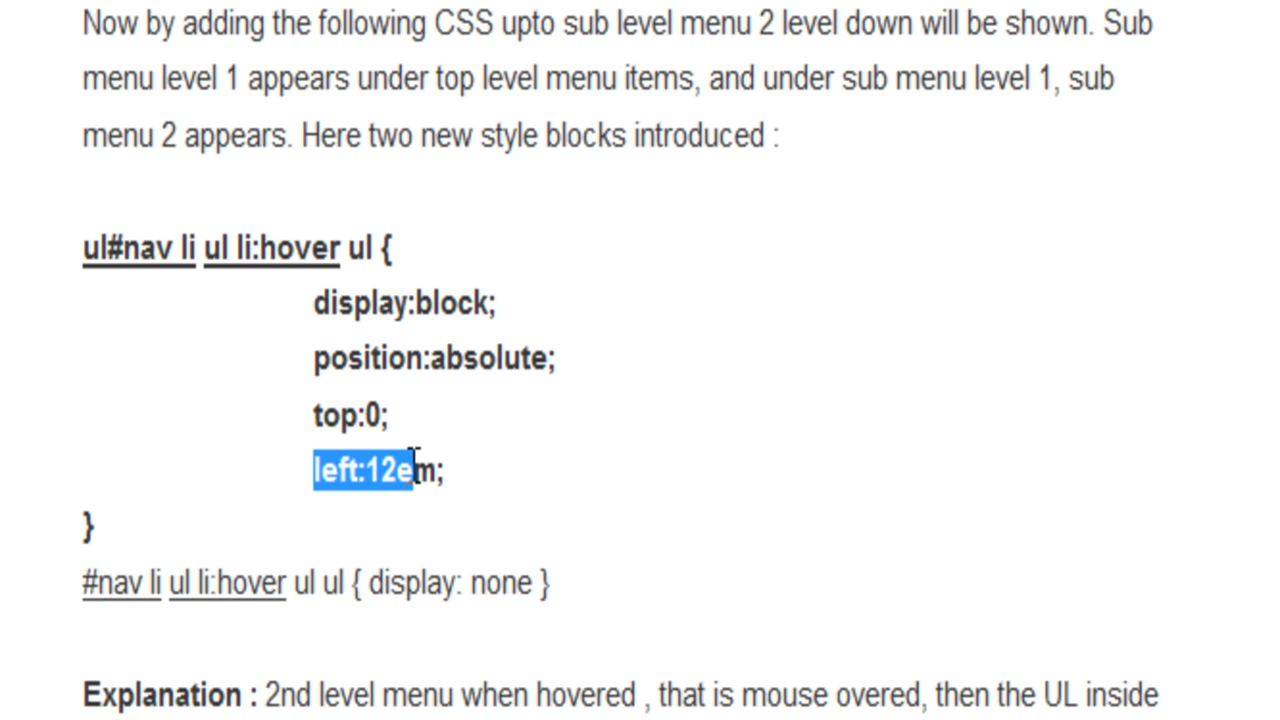 Now by adding the following CSS upto sub level menu 2 level down will be shown. Sub
menu level 1 appears under top level menu items, and under sub menu level 1, sub
menu 2 appears. Here two new style blocks introduced :
ul#nav li ul li:hover ul {
display:block;
position:absolute;
top:0;
left:12em;
}
#nav li ul li:hover ul ul { display: none }
Explanation : 2nd level menu when hovered , that is mouse overed, then the UL inside